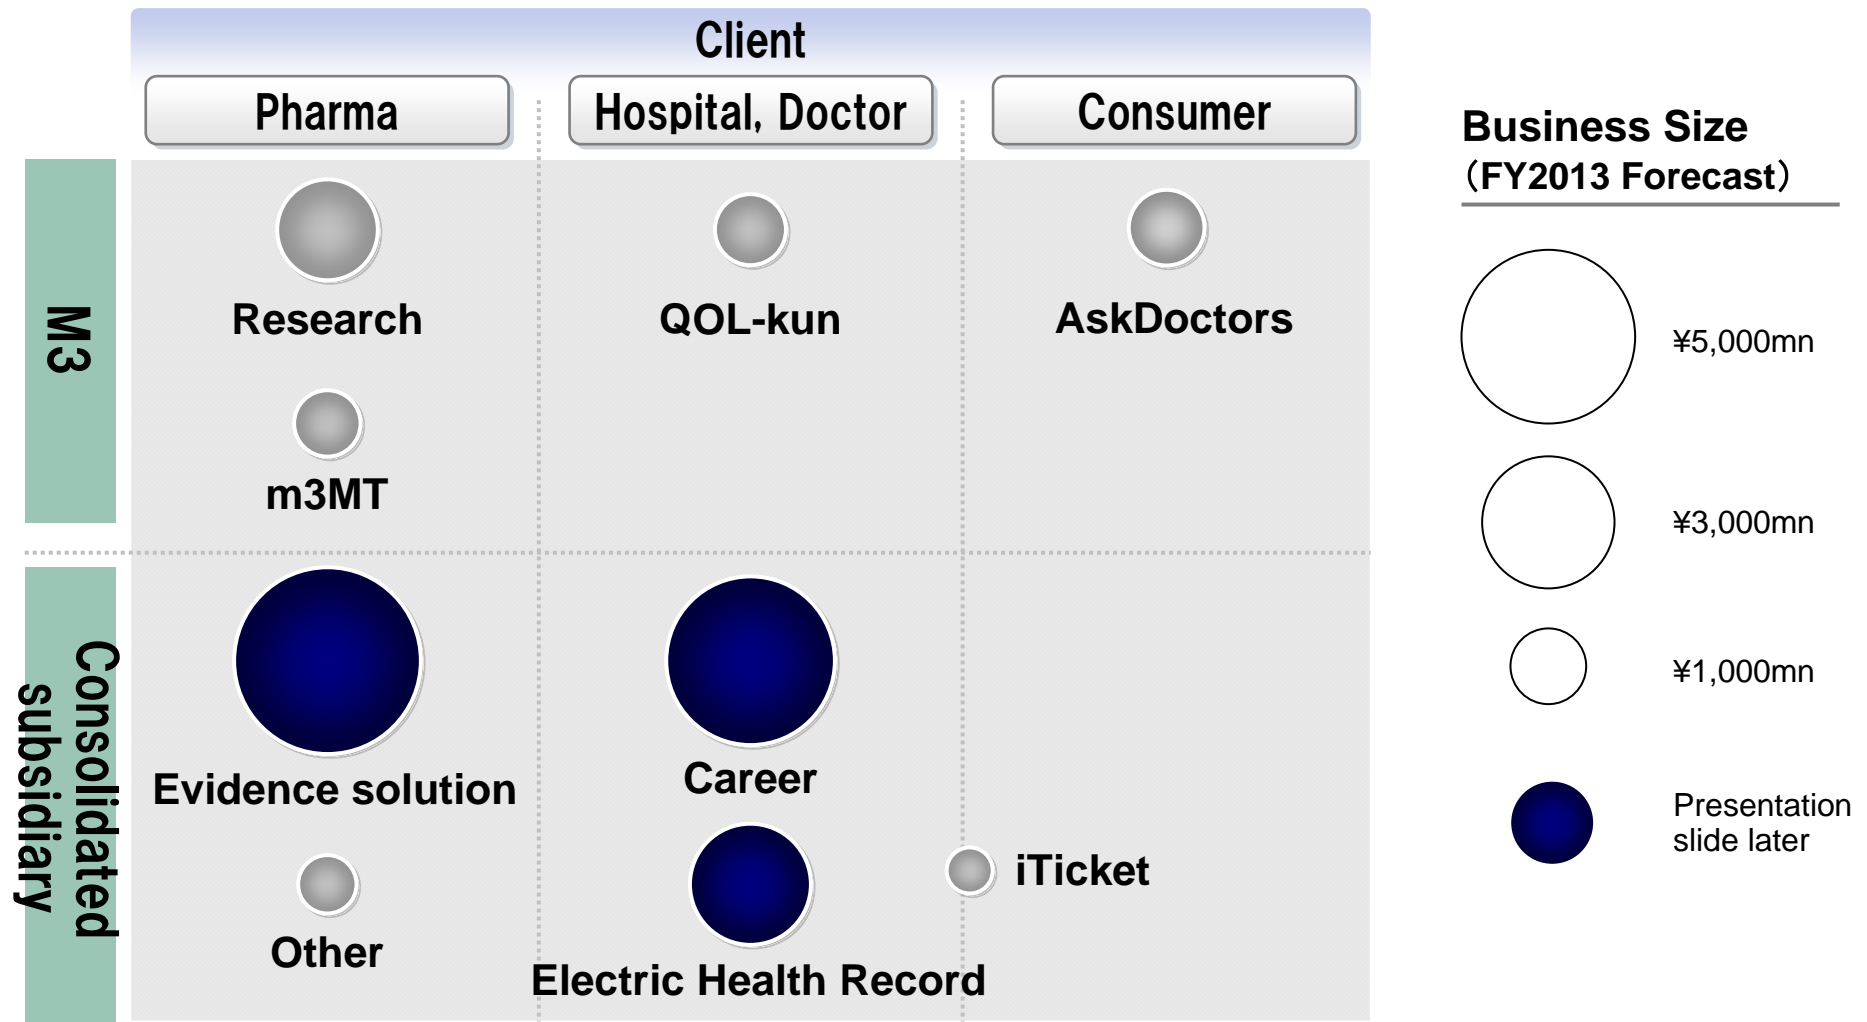 Client
Pharma
Hospital, Doctor
Consumer
M3
Research
QOL-kun
AskDoctors
m3MT
Consolidated
subsidiary
Evidence solution
Career
Other
Electric Health Record
iTicket
Business Size
（FY2013 Forecast）
¥5,000mn
¥3,000mn
¥1,000mn
Presentation
slide later